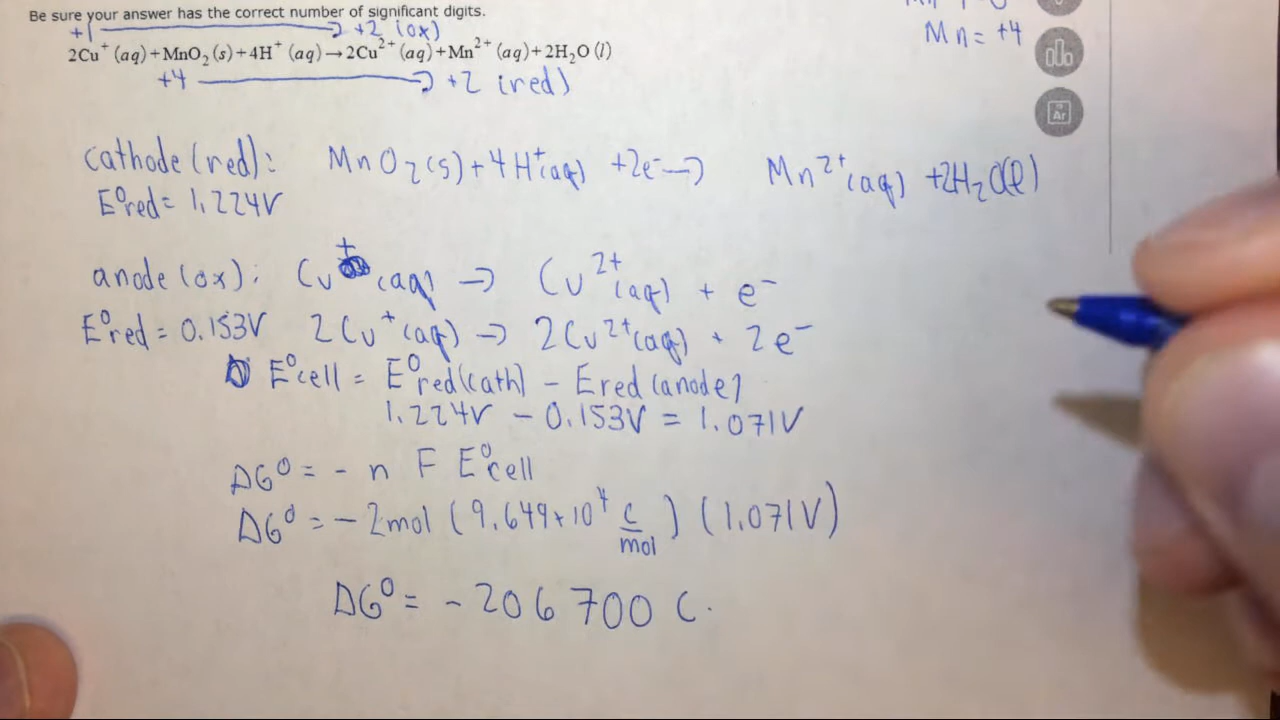 Be sure your answer has the correct number of significant digits.
+1 → +2 (ox)
Mn = +4
2Cu⁺ (aq) + MnO₂ (s) + 4H⁺ (aq) → 2Cu²⁺ (aq) + Mn²⁺ (aq) + 2H₂O (l)
+4 → +2 (red)
Ar
cathode (red): MnO₂(s) + 4H⁺(aq) + 2e⁻ → Mn²⁺(aq) + 2H₂O(l)
E°red = 1.224V
anode (ox): Cu⁺(aq) → Cu²⁺(aq) + e⁻
E°red = 0.153V 2Cu⁺(aq) → 2Cu²⁺(aq) + 2e⁻
E°cell = E°red(cath) - Ered(anode)
1.224V - 0.153V = 1.071V
ΔG° = - n F E°cell
ΔG° = - 2mol (9.649×10⁴ C/mol) (1.071V)
ΔG° = - 206 700 C.